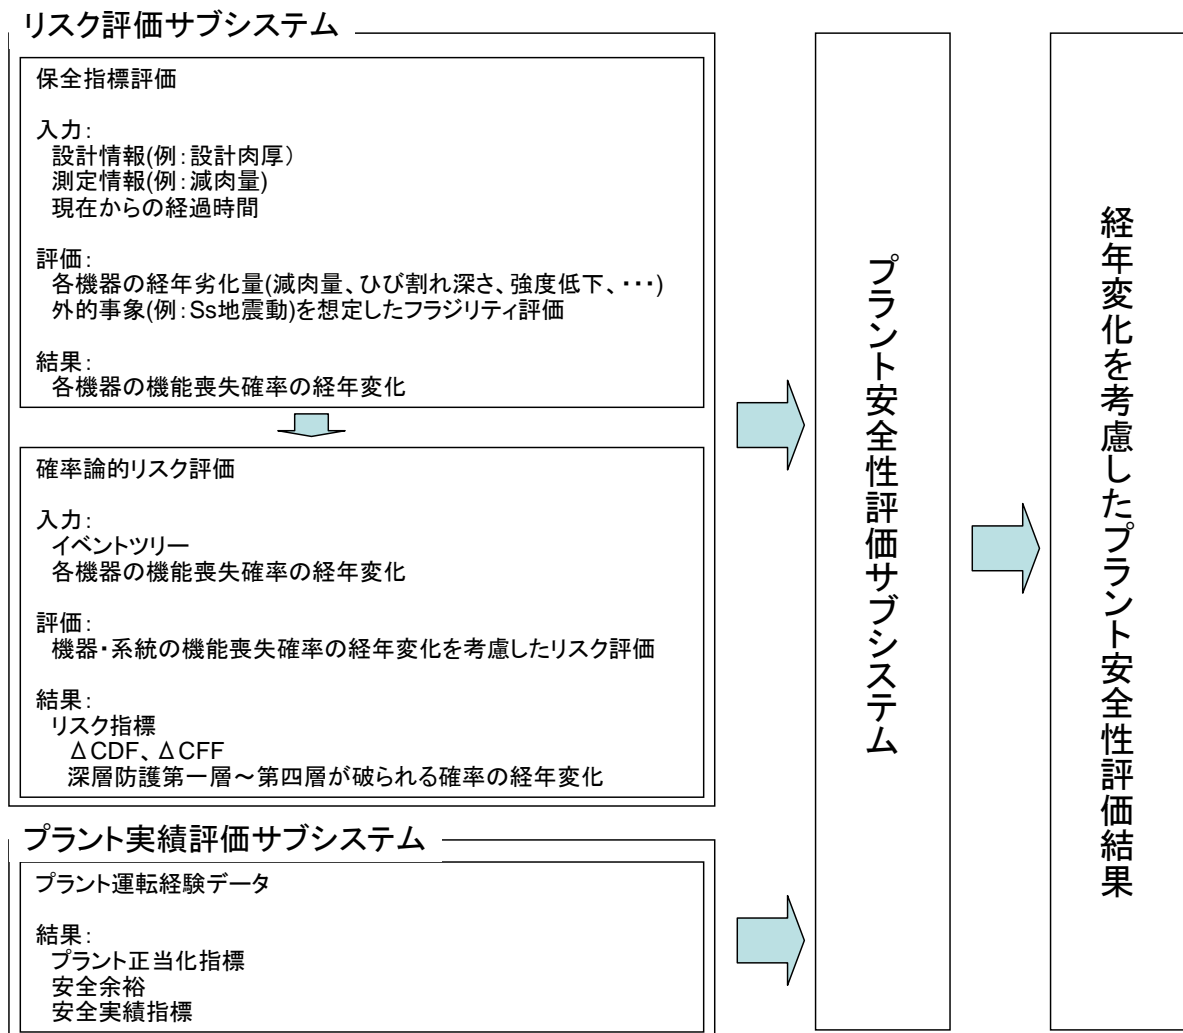 リスク評価サブシステム
保全指標評価
入力：
設計情報(例：設計肉厚）
測定情報(例：減肉量)
現在からの経過時間
評価：
各機器の経年劣化量(減肉量、ひび割れ深さ、強度低下、・・・)
外的事象(例：Ss地震動)を想定したフラジリティ評価
結果：
各機器の機能喪失確率の経年変化
確率論的リスク評価
入力：
イベントツリー
各機器の機能喪失確率の経年変化
評価：
機器・系統の機能喪失確率の経年変化を考慮したリスク評価
結果：
リスク指標
ΔCDF、ΔCFF
深層防護第一層～第四層が破られる確率の経年変化
プラント実績評価サブシステム
プラント運転経験データ
結果：
プラント正当化指標
安全余裕
安全実績指標
プラント安全性評価サブシステム
経年変化を考慮したプラント安全性評価結果